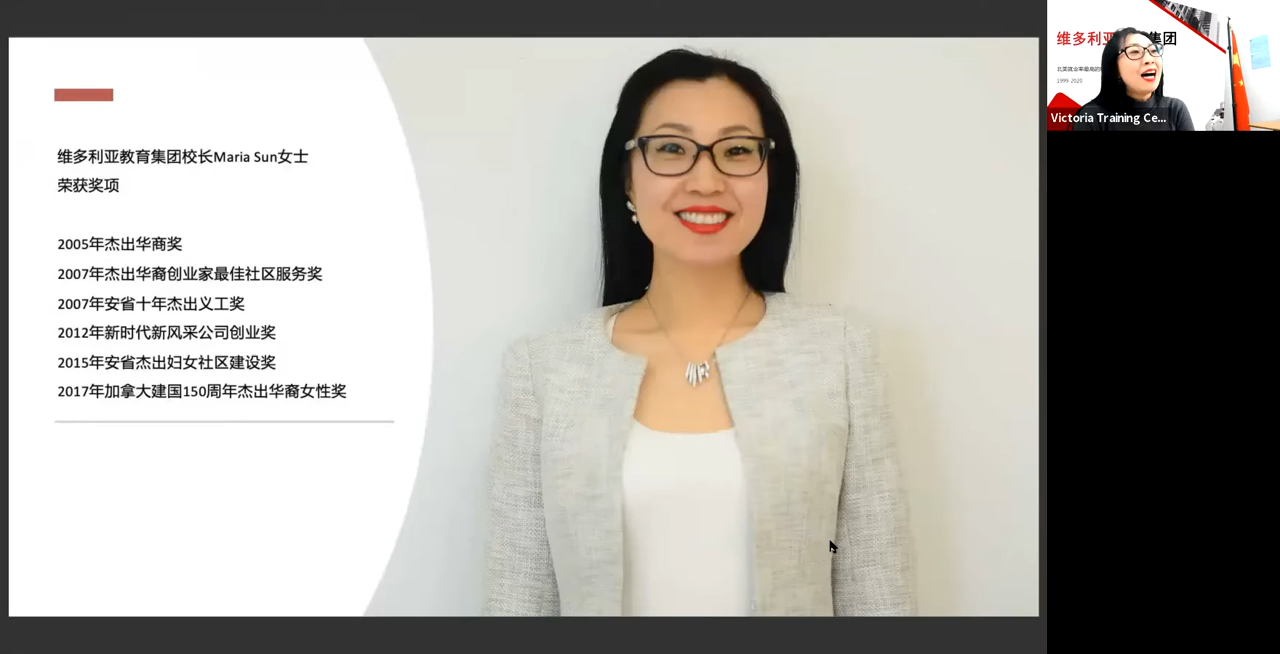 维多利亚教育集团校长Maria Sun女士
荣获奖项
2005年杰出华商奖
2007年杰出华裔创业家最佳社区服务奖
2007年安省十年杰出义工奖
2012年新时代新风采公司创业奖
2015年安省杰出妇女社区建设奖
2017年加拿大建国150周年杰出华裔女性奖
维多利亚 集团
1999-2020
Victoria Training Ce...